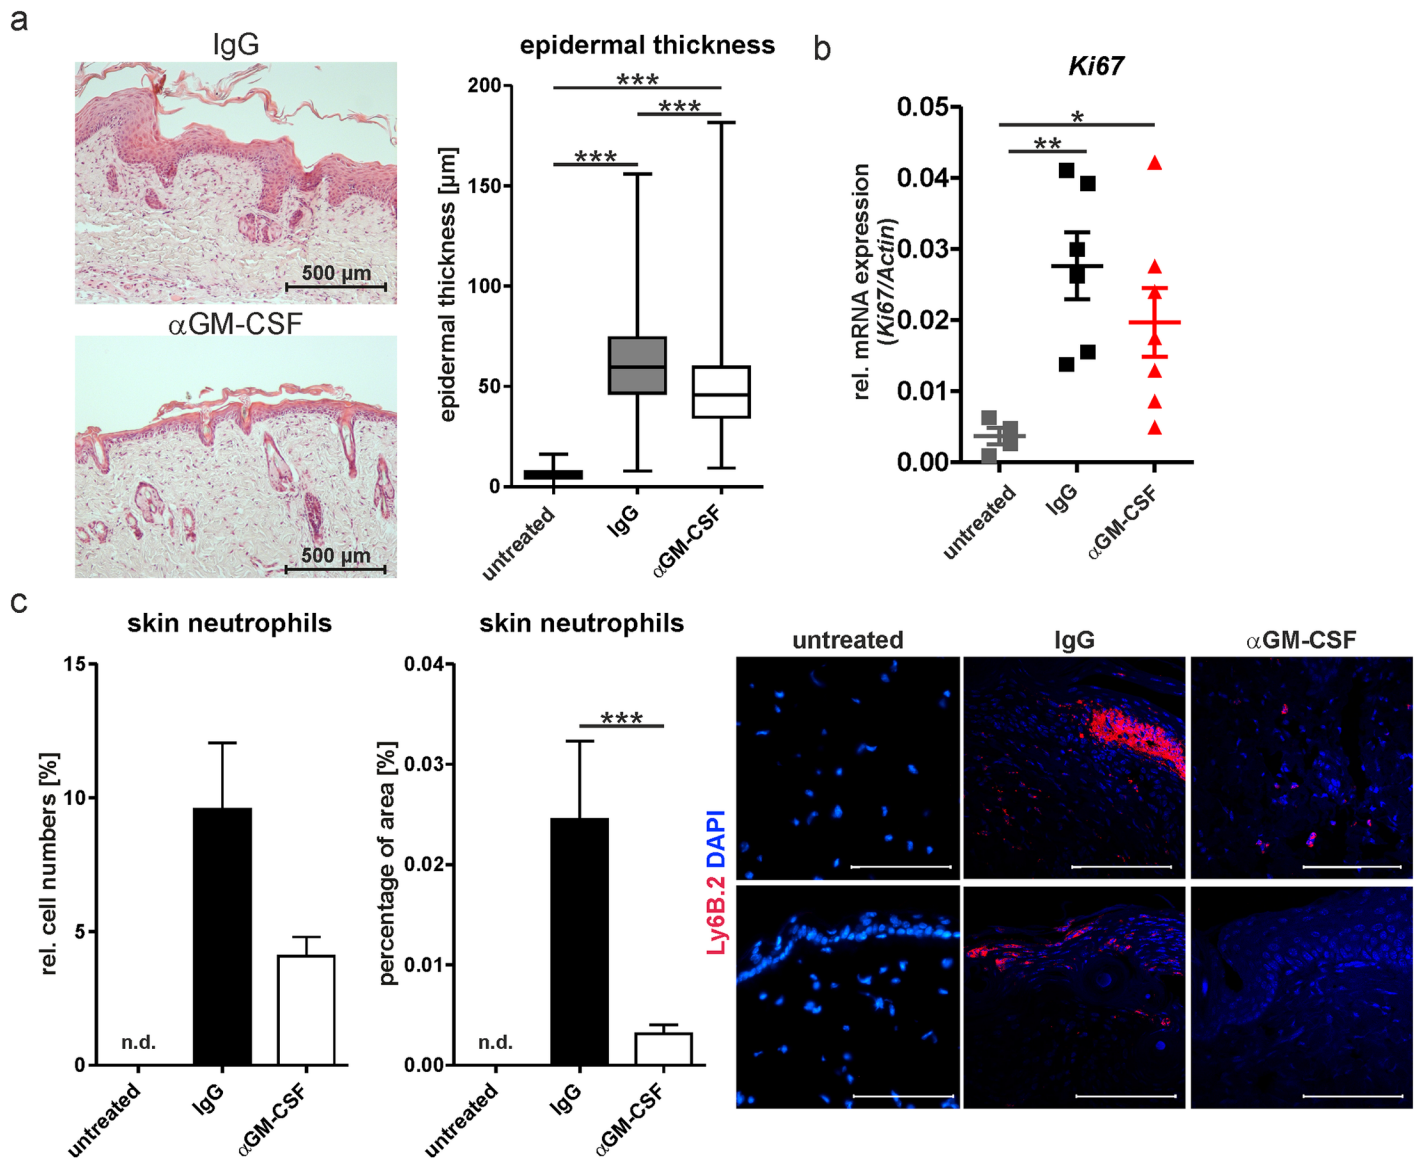 a
IgG
500 µm
αGM-CSF
500 µm
epidermal thickness
epidermal thickness [µm]
200
150
100
50
0
***
***
***
untreated
IgG
αGM-CSF
b
Ki67
rel. mRNA expression
(Ki67/Actin)
0.05
0.04
0.03
0.02
0.01
0.00
*
**
untreated
IgG
αGM-CSF
c
skin neutrophils
rel. cell numbers [%]
15
10
5
0
n.d.
untreated
IgG
αGM-CSF
skin neutrophils
percentage of area [%]
0.04
0.03
0.02
0.01
0.00
***
n.d.
untreated
IgG
αGM-CSF
untreated
IgG
αGM-CSF
Ly6B.2 DAPI